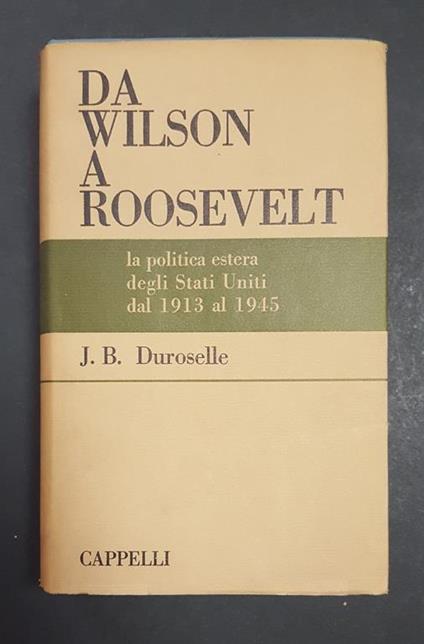 DA
WILSON
A
ROOSEVELT
la politica estera
degli Stati Uniti
dal 1913 al 1945
J. B. Duroselle
CAPPELLI